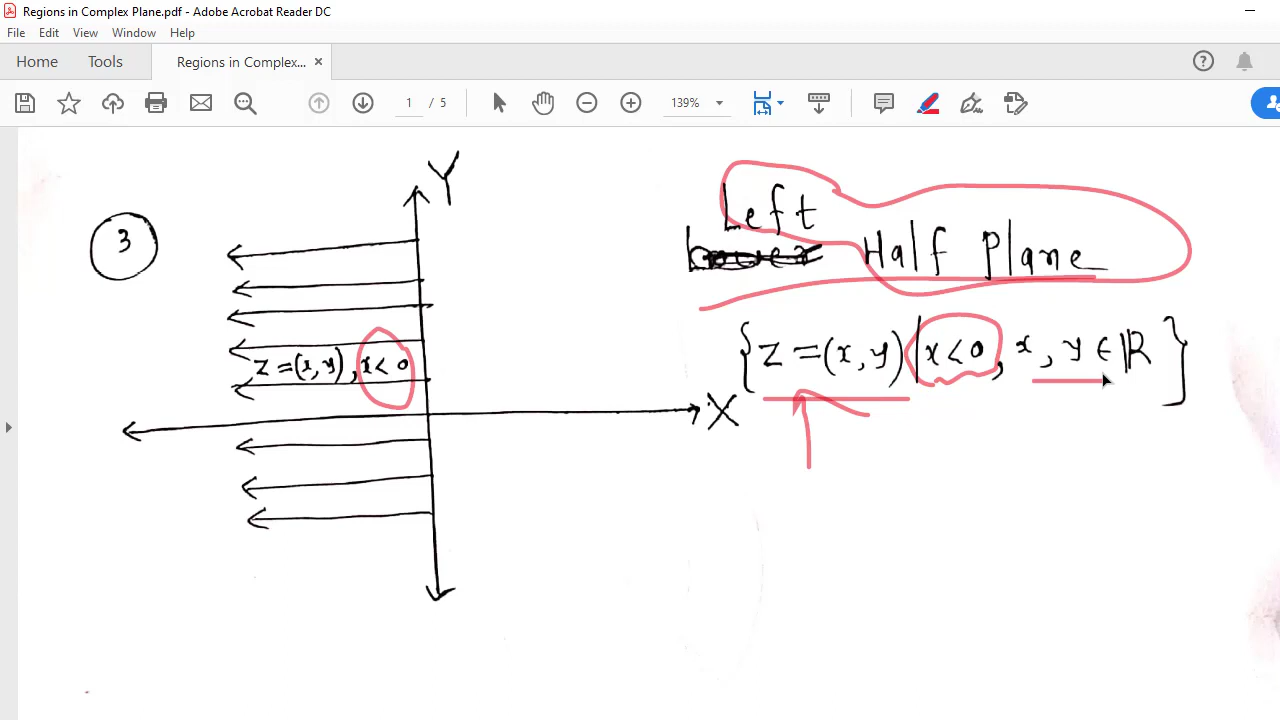 Regions in Complex Plane.pdf - Adobe Acrobat Reader DC
File Edit View Window Help
Home Tools Regions in Complex... ×
1 / 5 139%
3
Y
Left
Half Plane
{z = (x, y) | x < 0, x, y ∈ ℝ}
z = (x, y), x < 0
X